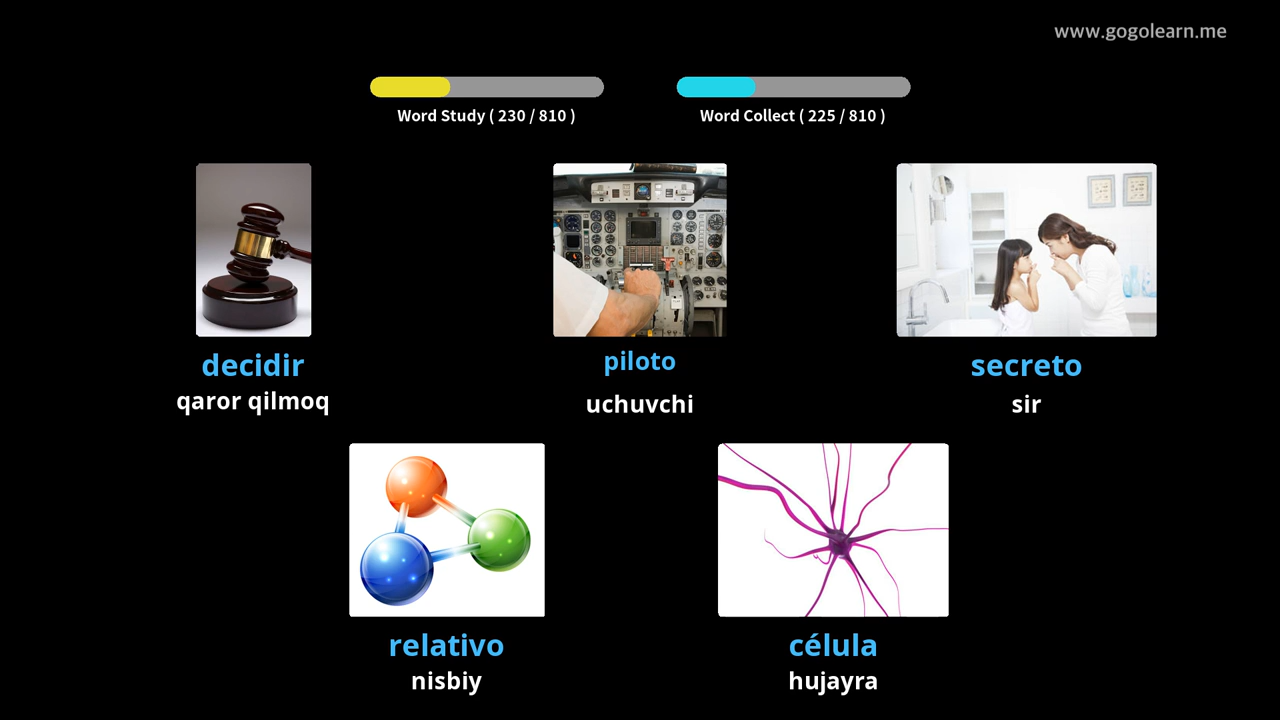 www.gogolearn.me
Word Study ( 230 / 810 )
Word Collect ( 225 / 810 )
decidir
qaror qilmoq
piloto
uchuvchi
secreto
sir
relativo
nisbiy
célula
hujayra